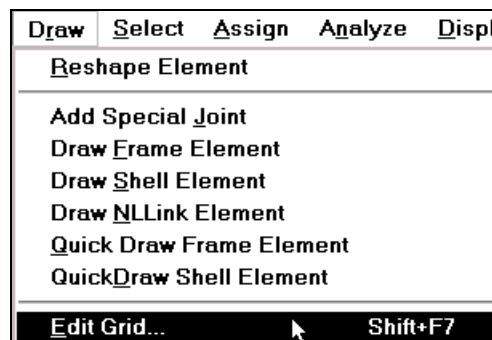 Draw Select Assign Analyze Displ
Reshape Element
Add Special Joint
Draw Frame Element
Draw Shell Element
Draw NLLink Element
Quick Draw Frame Element
QuickDraw Shell Element
Edit Grid... Shift+F7